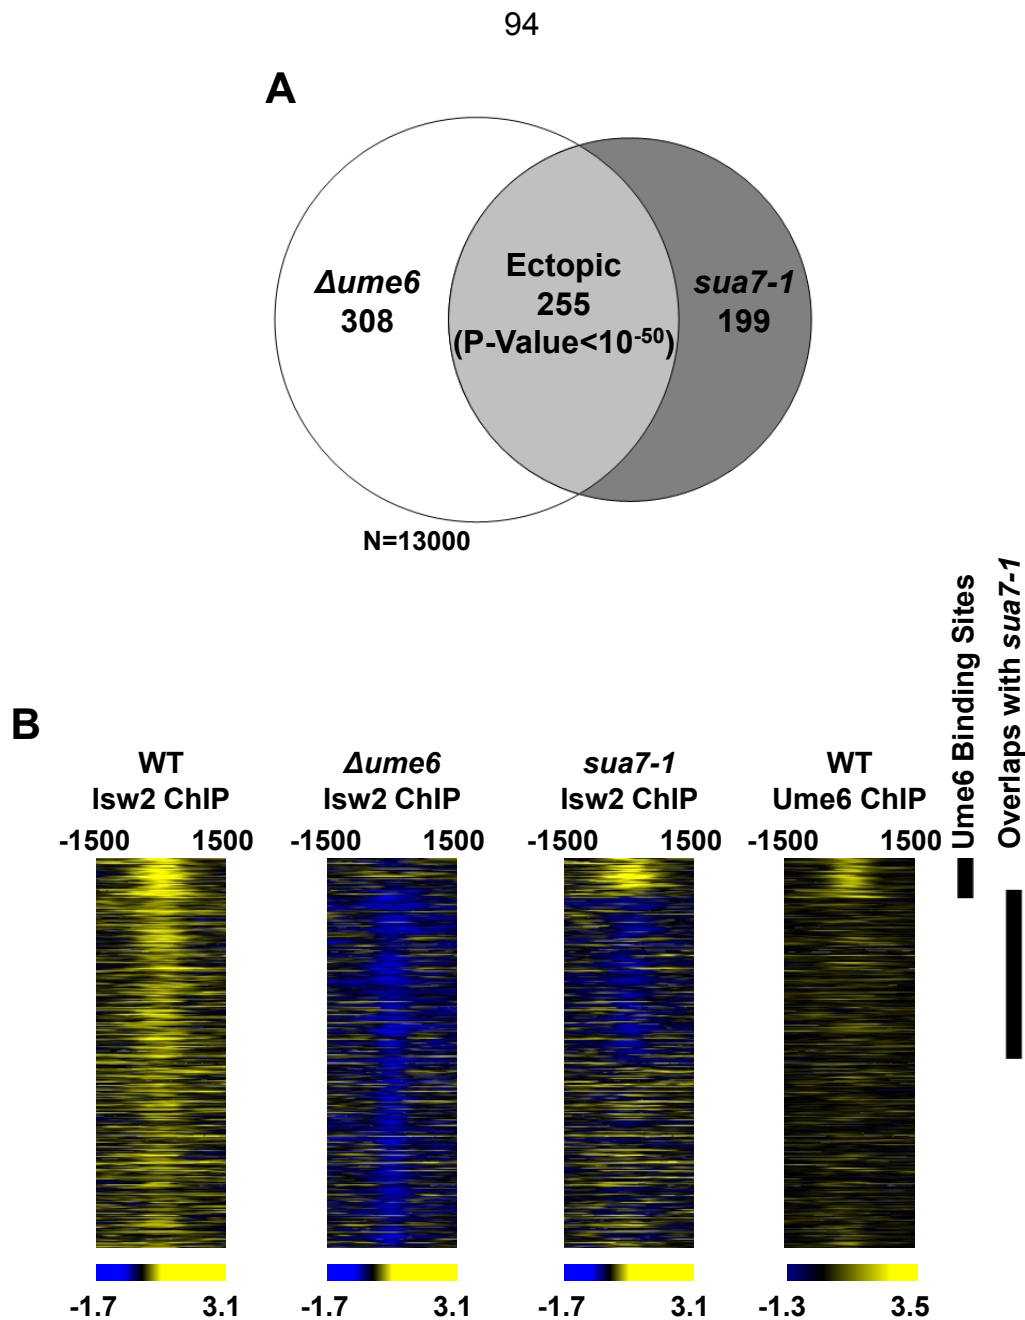 94
A
Δume6
308
Ectopic
255
(P-Value<10⁻⁵⁰)
sua7-1
199
N=13000
B
WT
Isw2 ChIP
-1500 1500
Δume6
Isw2 ChIP
-1500 1500
sua7-1
Isw2 ChIP
-1500 1500
WT
Ume6 ChIP
-1500 1500
Ume6 Binding Sites
Overlaps with sua7-1
-1.7 3.1
-1.7 3.1
-1.7 3.1
-1.3 3.5